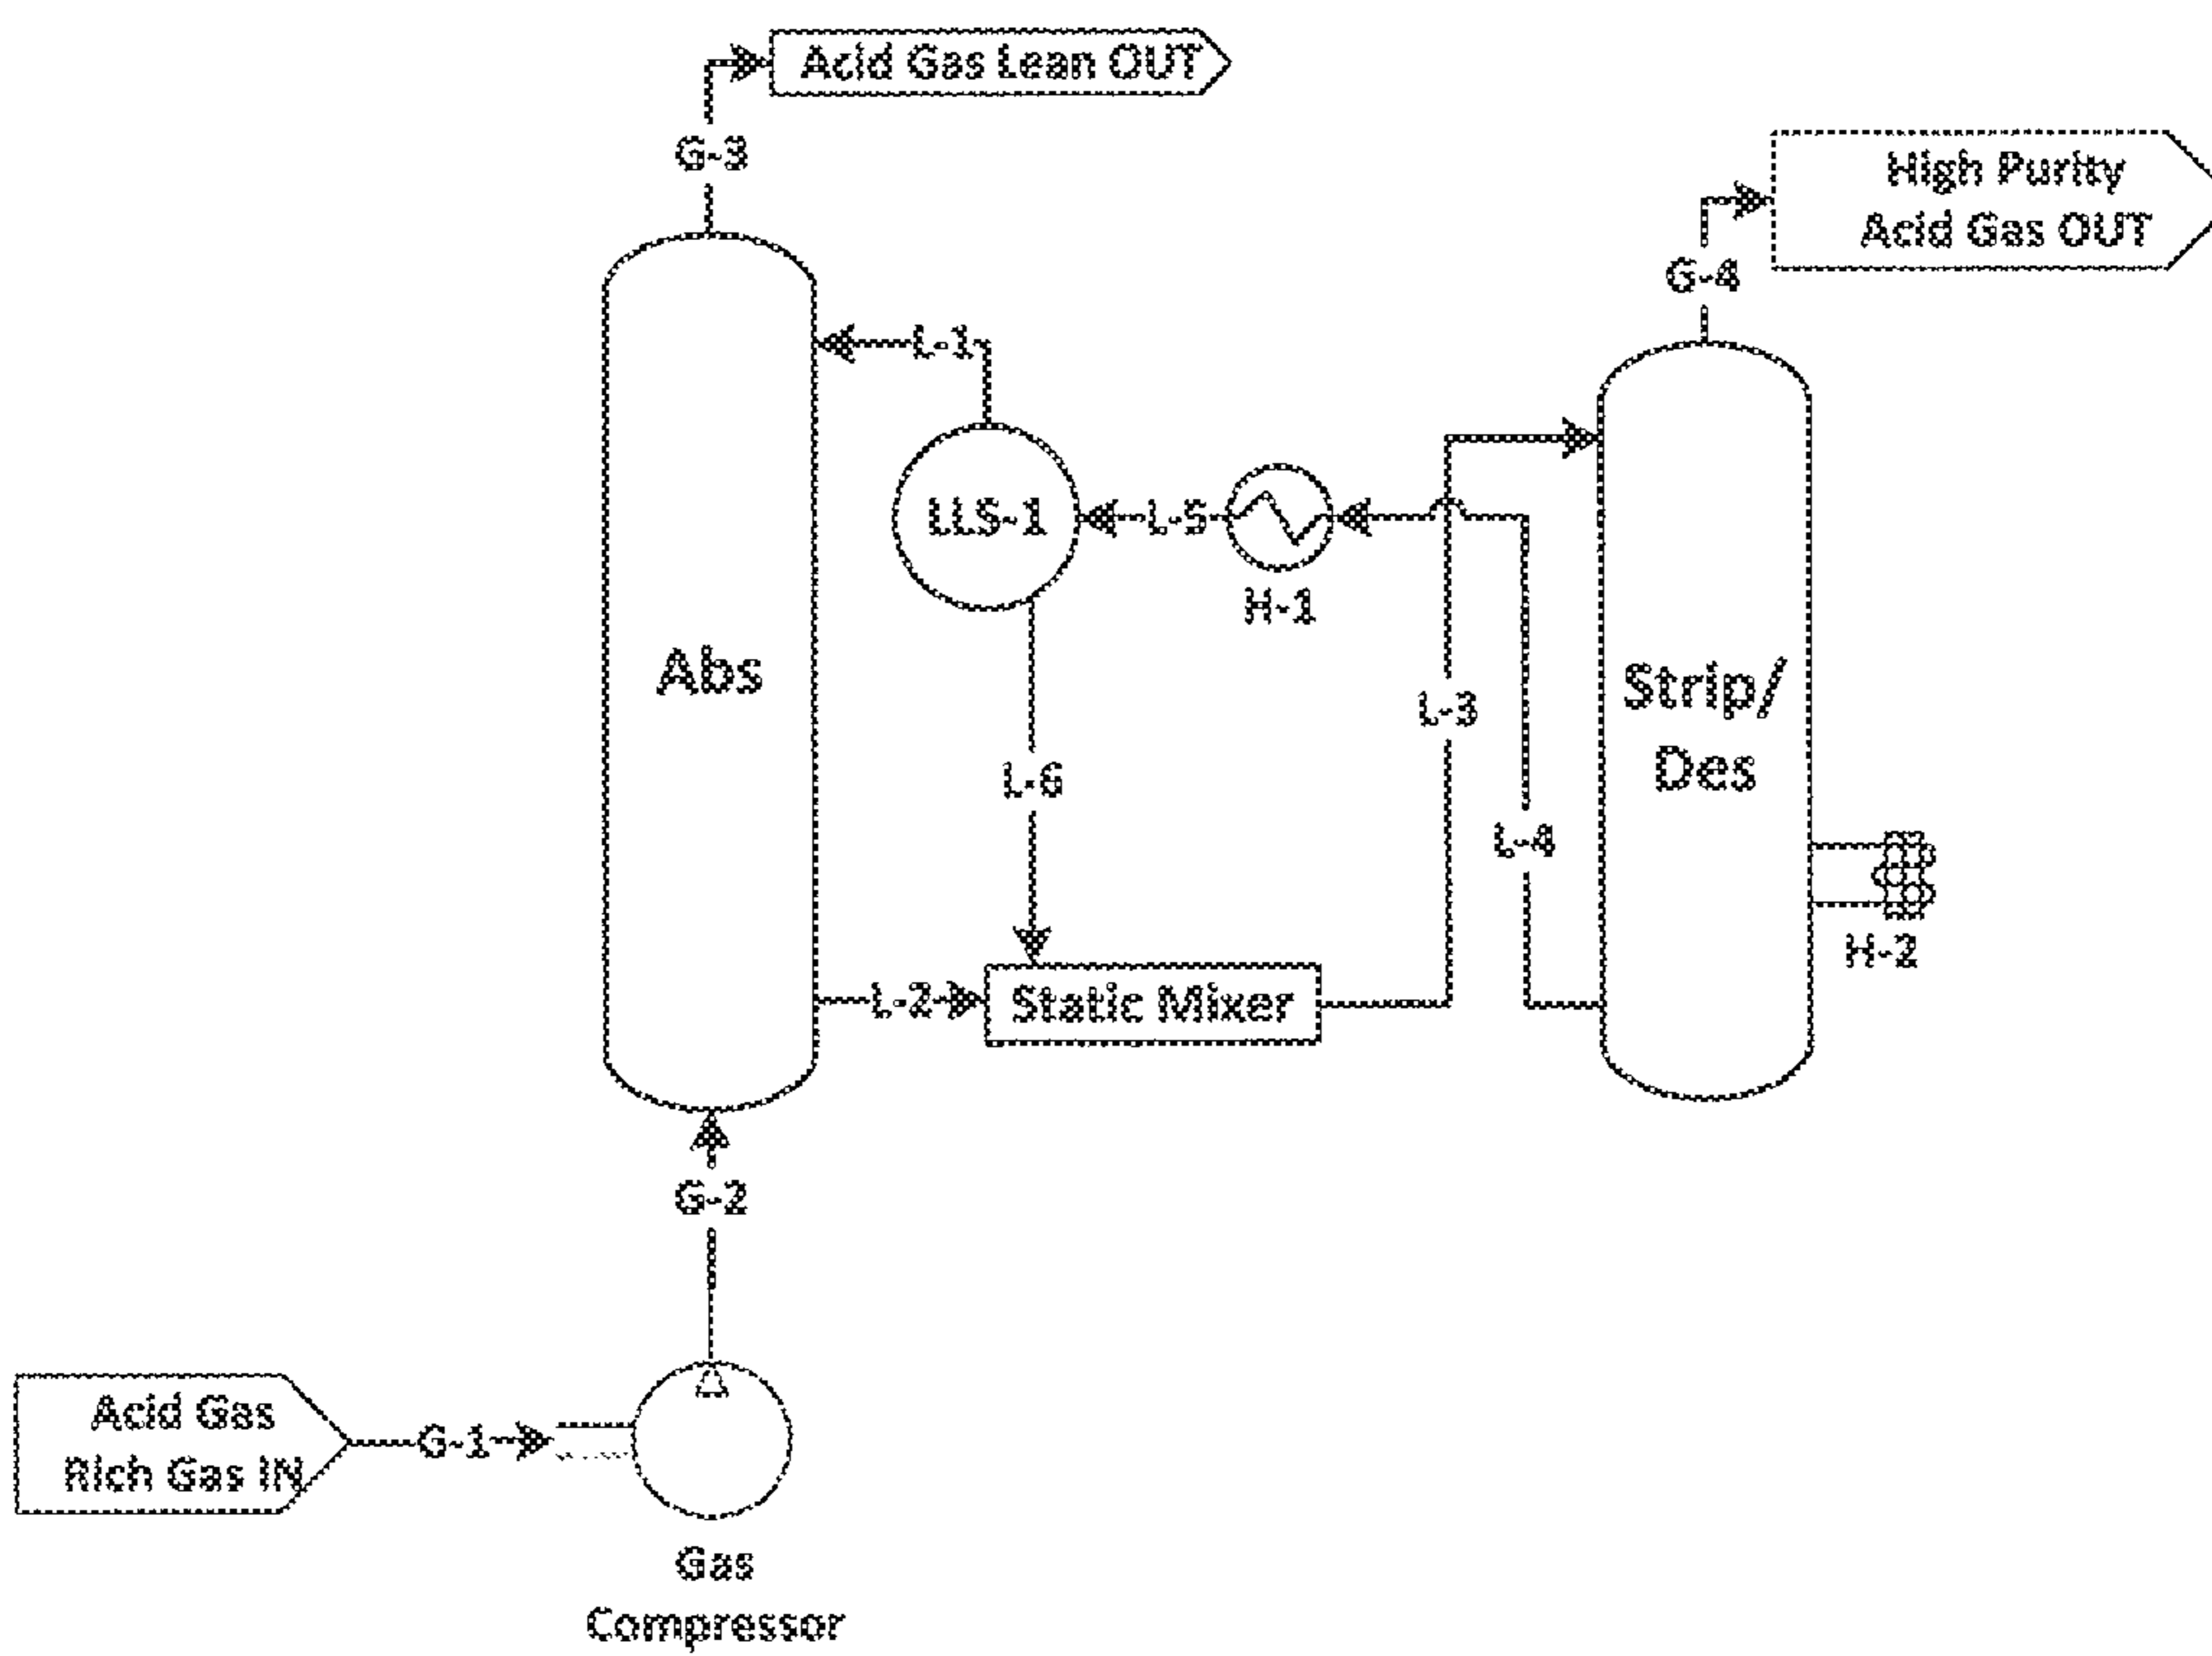 Acid Gas Lean OUT
G-3
High Purity
Acid Gas OUT
G-4
L-1
LLS-1
L-5
H-1
Abs
Strip/
Des
L-3
L-6
L-4
H-2
L-2
Static Mixer
G-2
Acid Gas
Rich Gas IN
G-1
Gas
Compressor